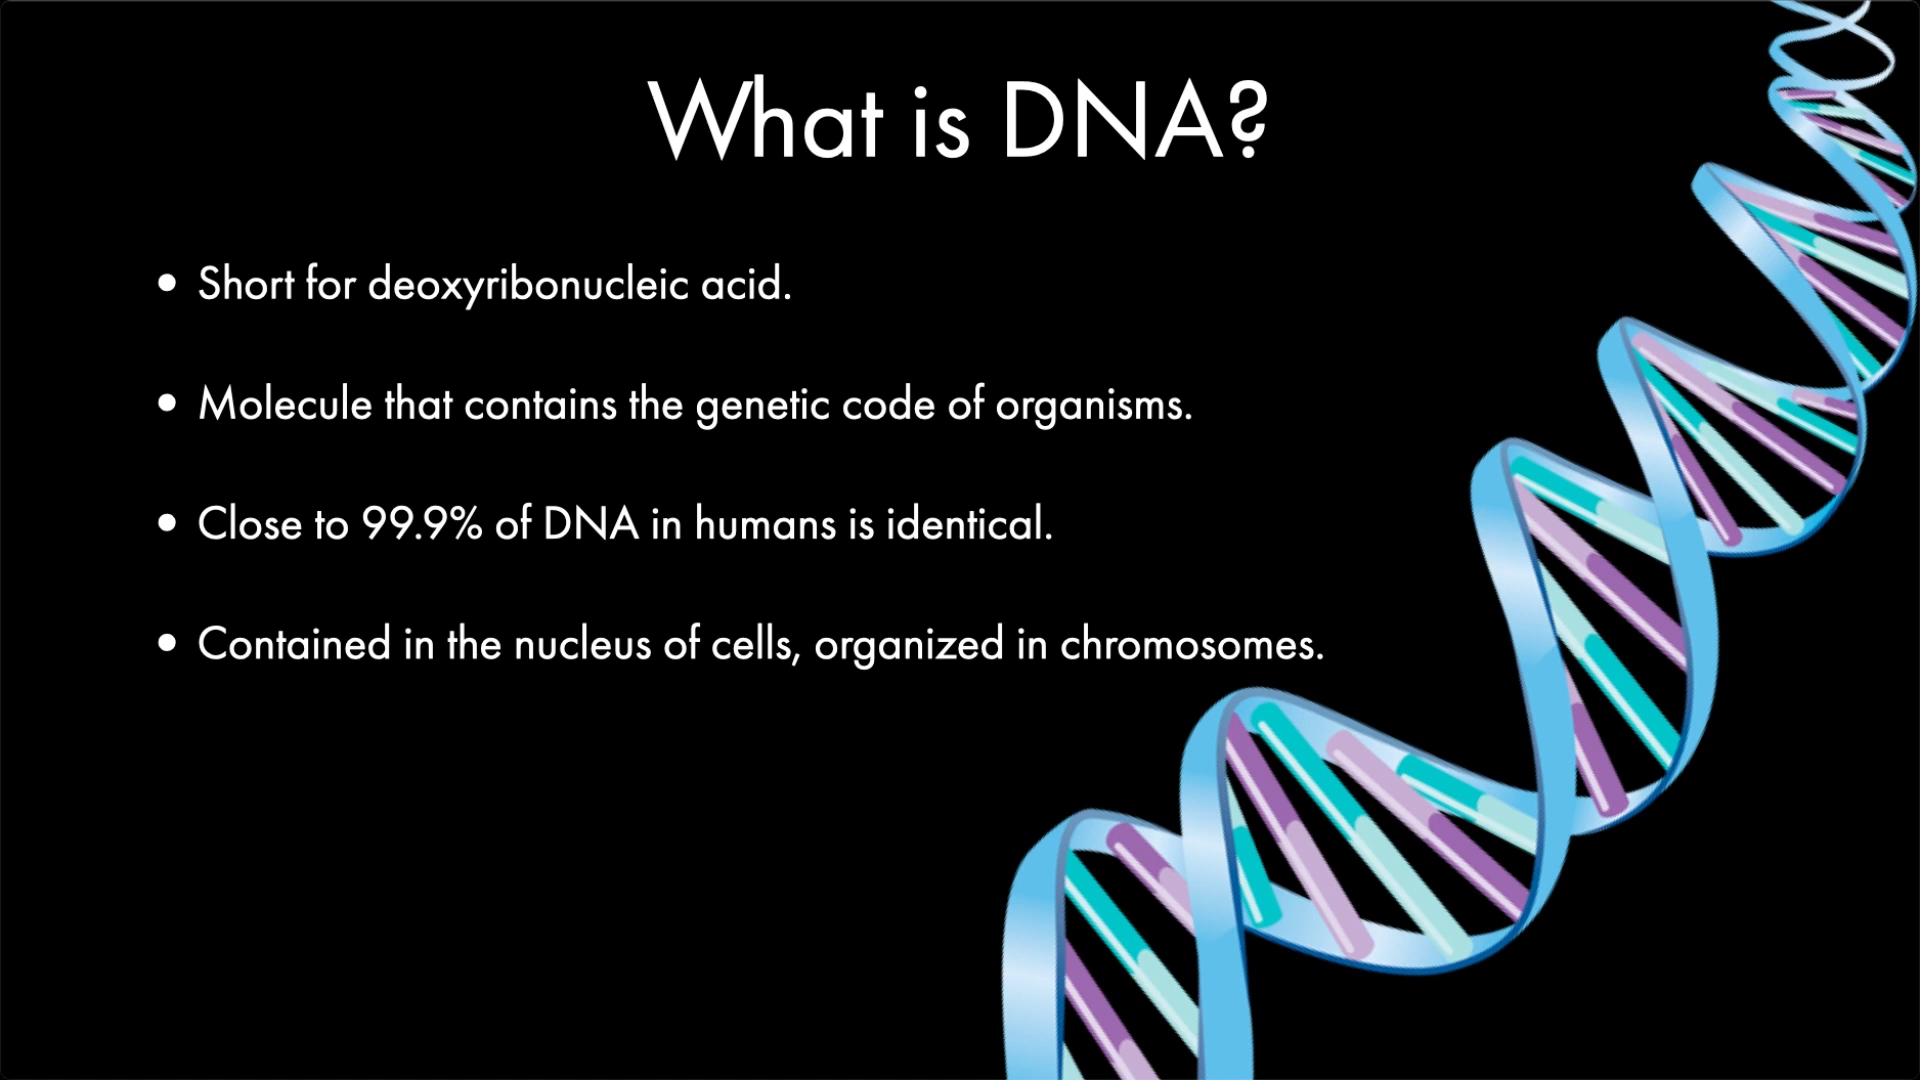 What is DNA?
• Short for deoxyribonucleic acid.
• Molecule that contains the genetic code of organisms.
• Close to 99.9% of DNA in humans is identical.
• Contained in the nucleus of cells, organized in chromosomes.